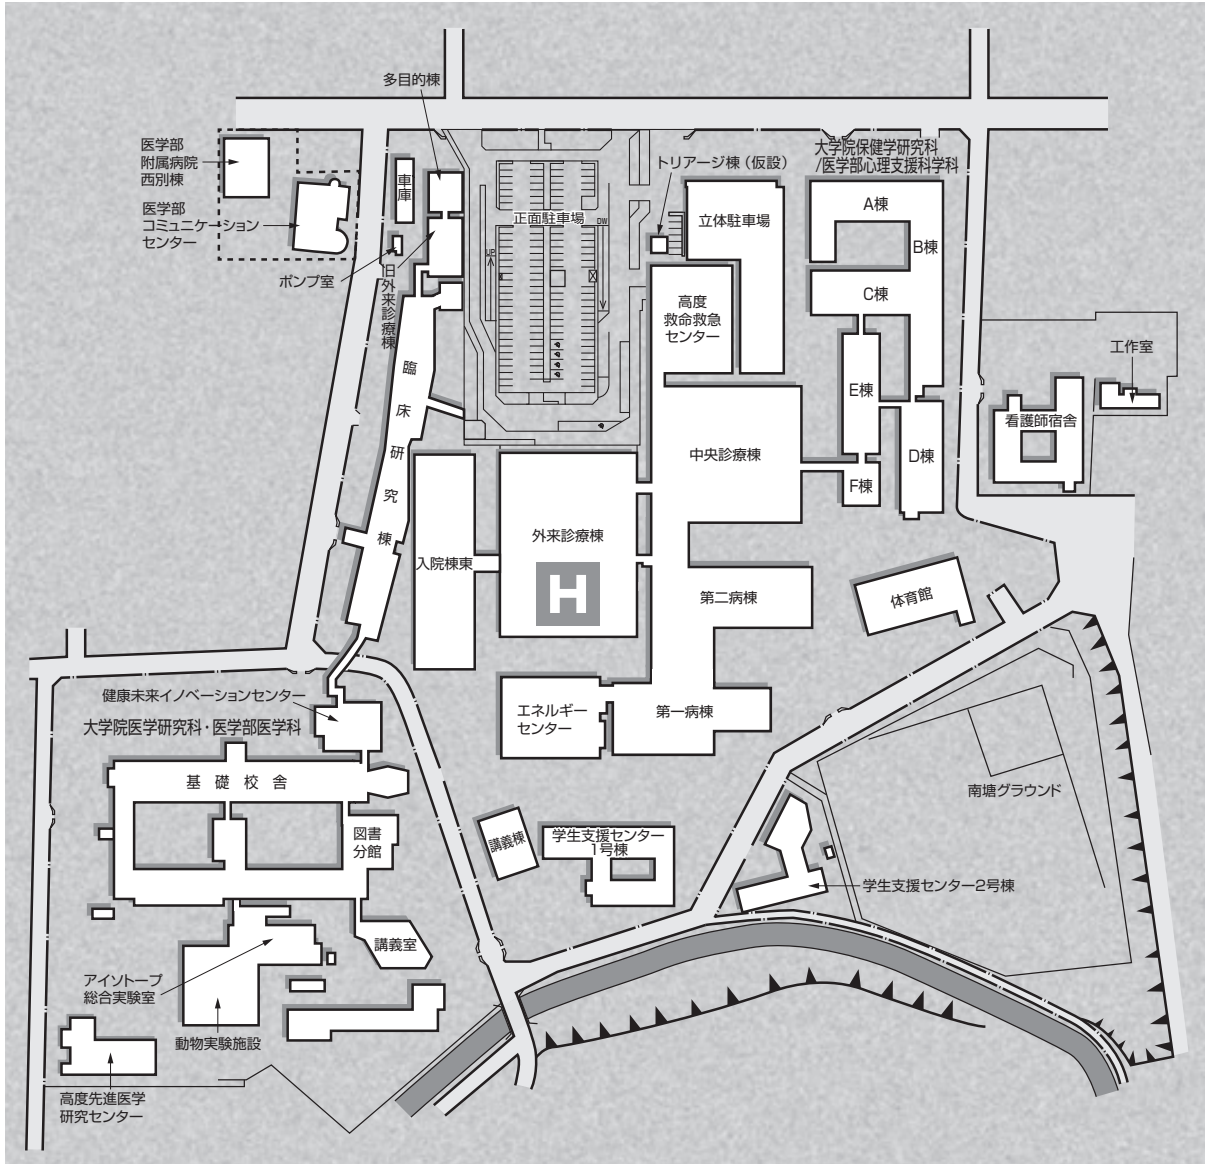 多目的棟
医学部
附属病院
西別棟
医学部
コミュニケーション
センター
車庫
ポンプ室
旧外来診療棟
正面駐車場
UP
DW
トリアージ棟（仮設）
立体駐車場
大学院保健学研究科
/医学部心理支援科学科
A棟
B棟
C棟
高度
救命救急
センター
E棟
D棟
F棟
工作室
看護師宿舎
臨床研究棟
中央診療棟
入院棟東
外来診療棟
H
第二病棟
体育館
健康未来イノベーションセンター
大学院医学研究科・医学部医学科
エネルギー
センター
第一病棟
基礎校舎
図書
分館
南塘グラウンド
講義棟
学生支援センター
1号棟
学生支援センター2号棟
講義室
アイソトープ
総合実験室
動物実験施設
高度先進医学
研究センター